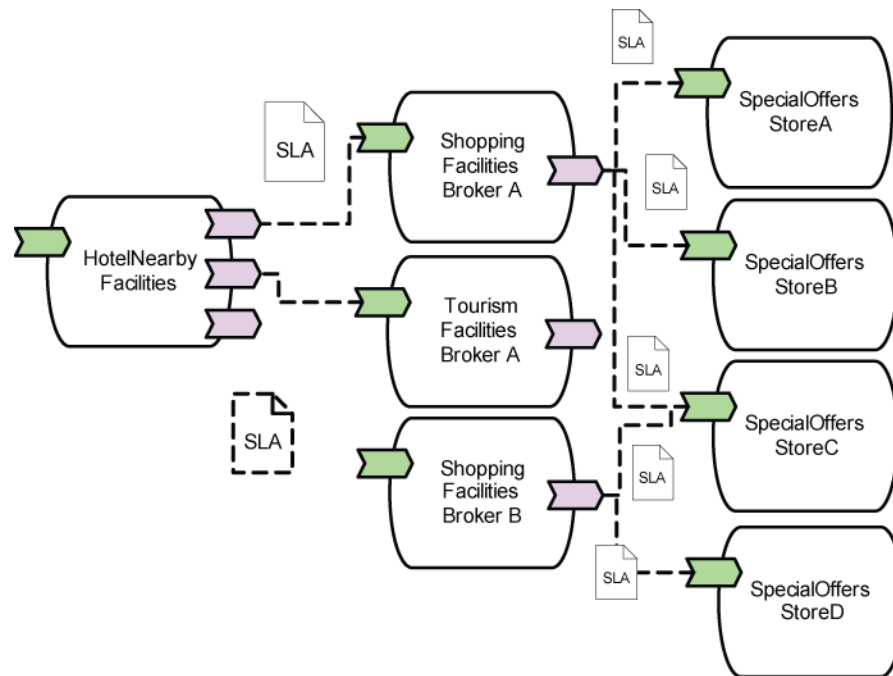 SLA
SLA
Shopping
Facilities
Broker A
SpecialOffers
StoreA
SLA
HotelNearby
Facilities
SpecialOffers
StoreB
Tourism
Facilities
Broker A
SLA
SLA
Shopping
Facilities
Broker B
SLA
SpecialOffers
StoreC
SLA
SpecialOffers
StoreD